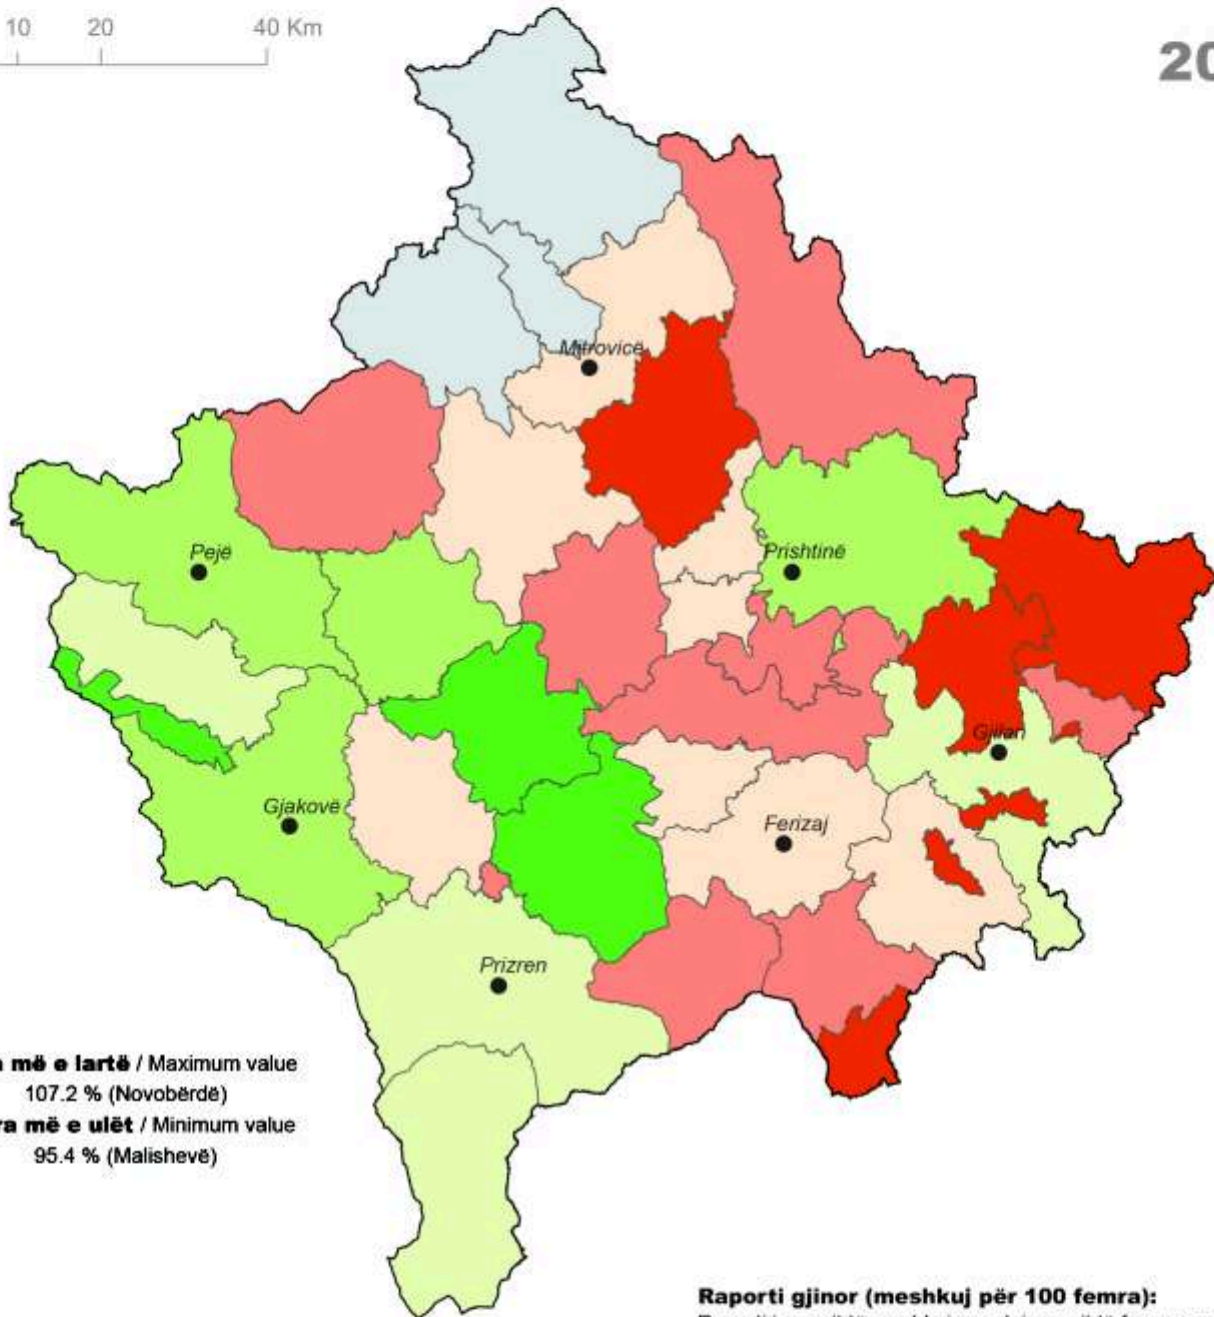 10 20 40 Km
20
Mitrovicë
Pejë
Prishtinë
Gjilan
Gjakovë
Ferizaj
Prizren
më e lartë / Maximum value
107.2 % (Novobërdë)
më e ulët / Minimum value
95.4 % (Malishevë)
Raporti gjinor (meshkuj për 100 femra):